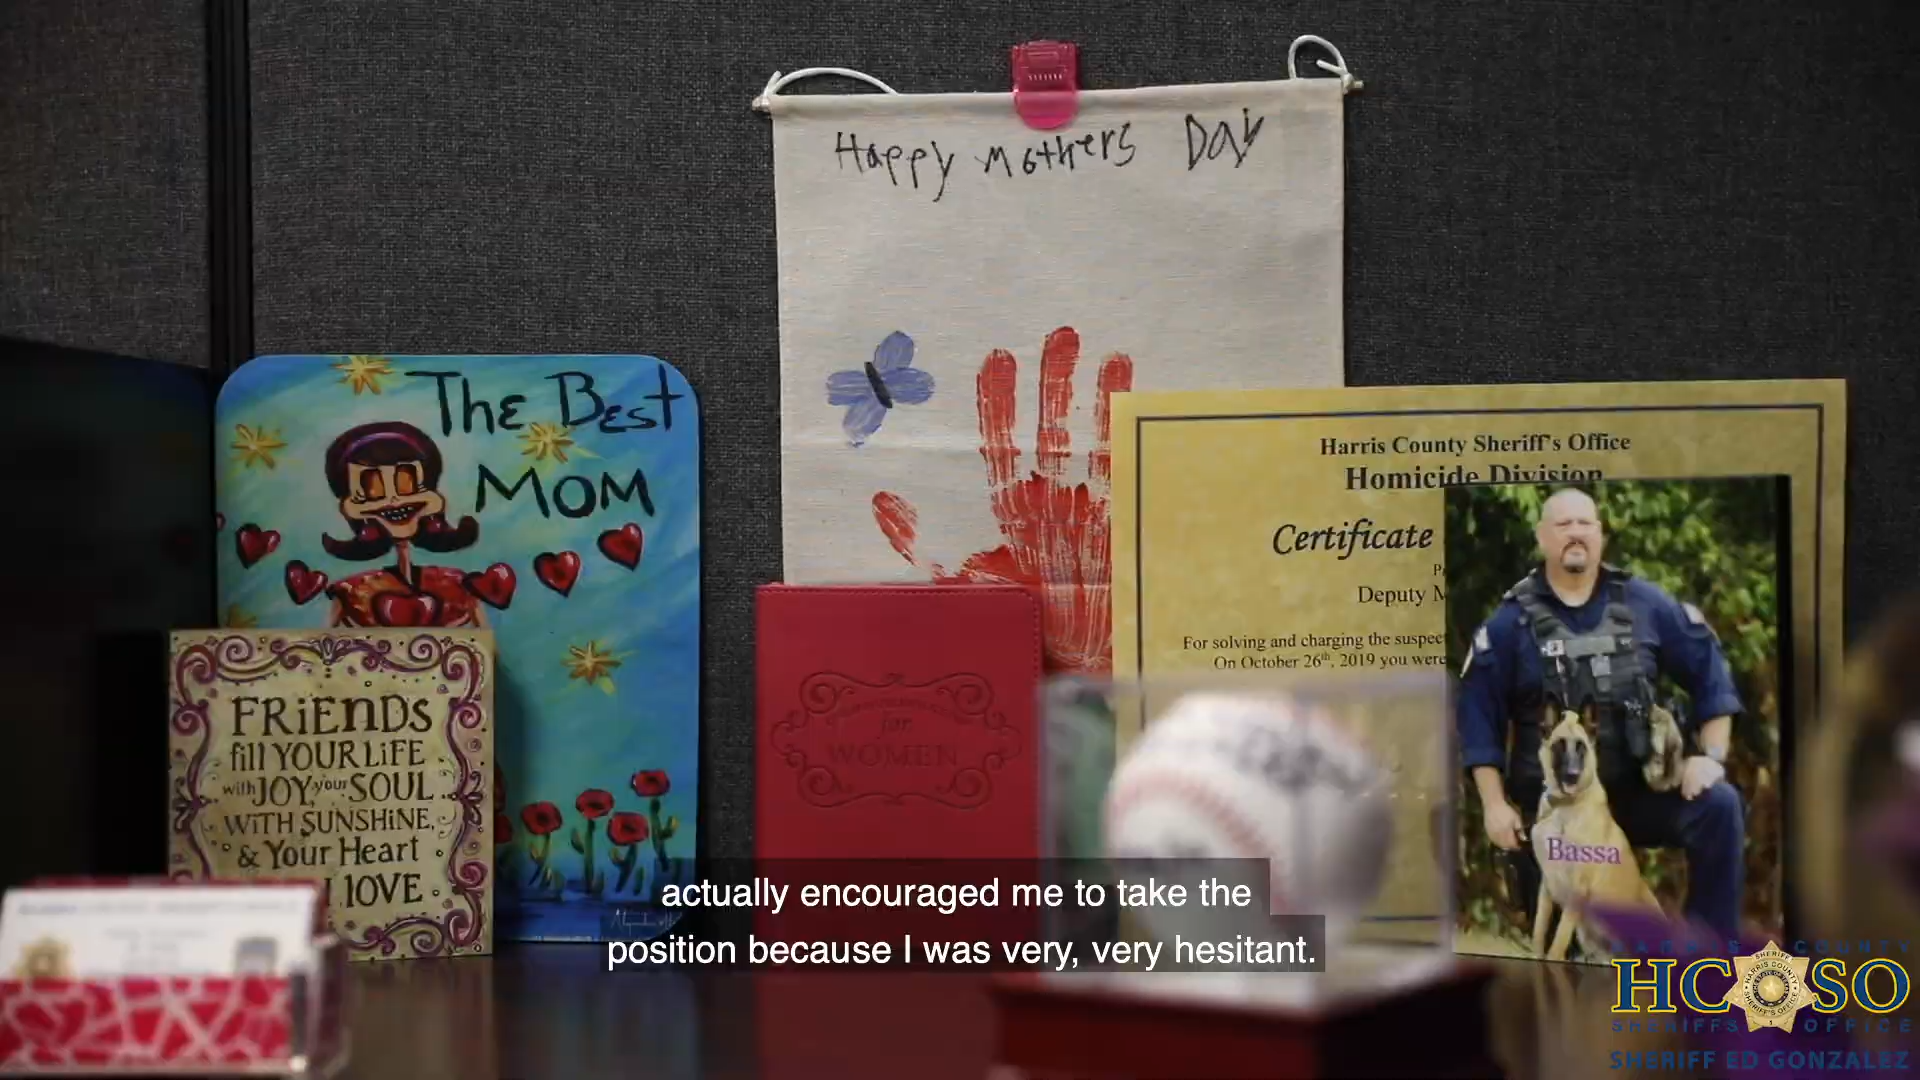 Happy Mothers Day
The Best
Mom
Harris County Sheriff's Office
Homicide Division
Certificate
Deputy M
For solving and charging the suspec
On October 26th, 2019 you were
FRiENDS
fill YOUR LiFE
with JOY, your SOUL
WiTH SUNSHiNE,
& Your Heart
LOVE
for
WOMEN
Bassa
actually encouraged me to take the
position because I was very, very hesitant.
HARRIS COUNTY
HCSO
SHERIFF'S OFFICE
SHERIFF ED GONZALEZ